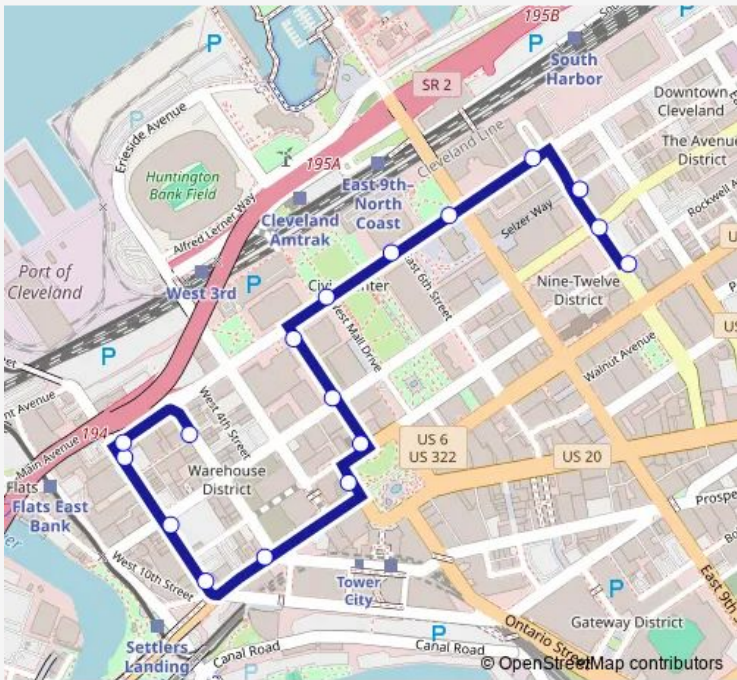 195B
P
P
P
South
Harbor
SR 2
Downtown
Cleveland
Erieside Avenue
P
Cleveland Line
The Avenue
District
195A
Huntington
Bank Field
East 9th–
North
Coast
Rockwell A
Alfred Lerner Way
Cleveland
Amtrak
Selzer Way
U
Port of
Cleveland
West 3rd
P
East 6th Street
Nine-Twelve
District
West Mall Drive
US
P
Walnut Avenue
West 4th Street
nt Avenue
Main Avenue
194
US 6
US 322
US 20
Warehouse
District
Flats
Flats East
Bank
Prospe
West 10th Street
Tower
City
P
East 9th S
Gateway District
Settlers
Landing
P
Ontario Street
Canal Road
Canal Road
© OpenStreetMap contributors